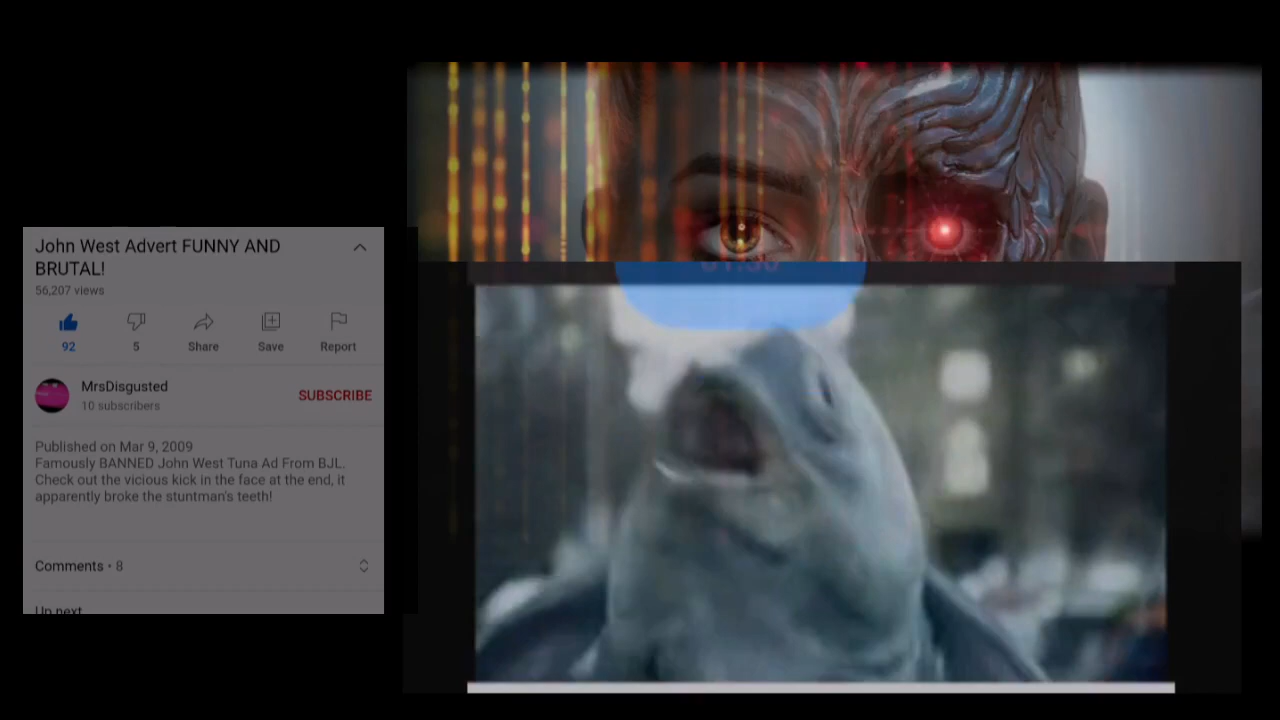 John West Advert FUNNY AND
BRUTAL!
56,207 views
92
5
Share
Save
Report
MrsDisgusted
10 subscribers
SUBSCRIBE
Published on Mar 9, 2009
Famously BANNED John West Tuna Ad From BJL.
Check out the vicious kick in the face at the end, it
apparently broke the stuntman's teeth!
Comments • 8
Up next